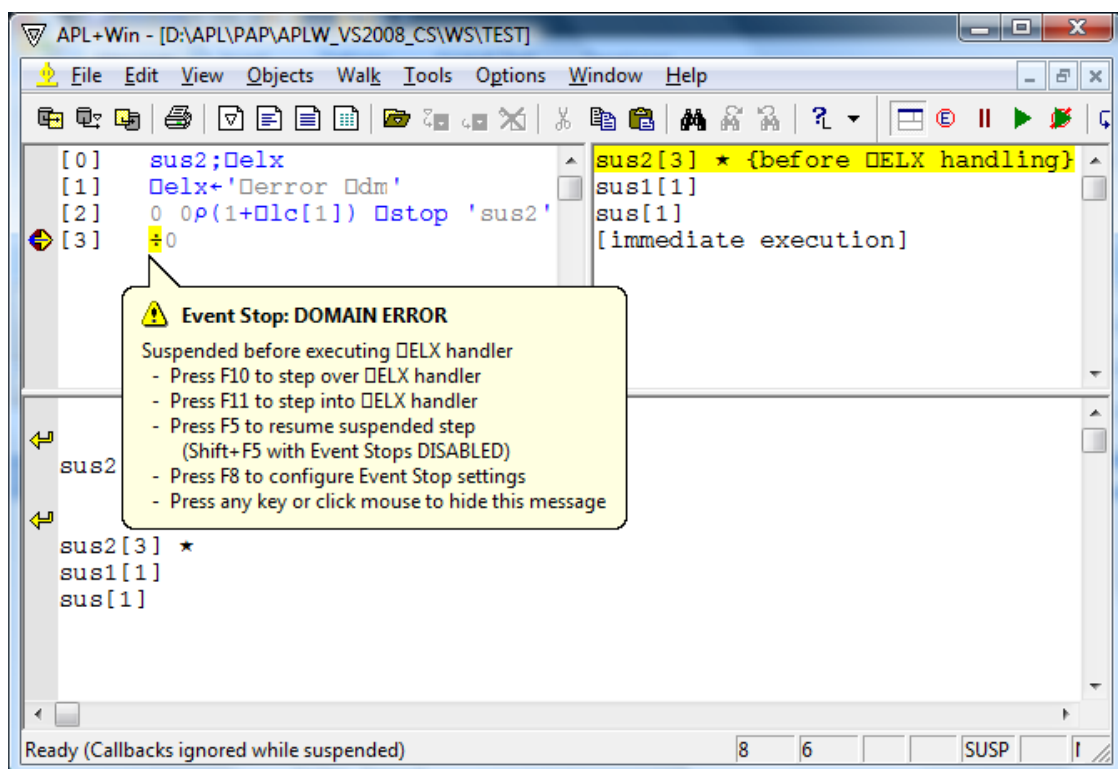 APL+Win - [D:\APL\PAP\APLW_VS2008_CS\WS\TEST]
File Edit View Objects Walk Tools Options Window Help
[0] sus2;⎕elx
[1] ⎕elx←'⎕error ⎕dm'
[2] 0 0⍴(1+⎕lc[1]) ⎕stop 'sus2'
[3] ÷0
sus2[3] ⋆ {before ⎕ELX handling}
sus1[1]
sus[1]
[immediate execution]
Event Stop: DOMAIN ERROR
Suspended before executing ⎕ELX handler
- Press F10 to step over ⎕ELX handler
- Press F11 to step into ⎕ELX handler
- Press F5 to resume suspended step
(Shift+F5 with Event Stops DISABLED)
- Press F8 to configure Event Stop settings
- Press any key or click mouse to hide this message
sus2
sus2[3] ⋆
sus1[1]
sus[1]
Ready (Callbacks ignored while suspended) 8 6 SUSP